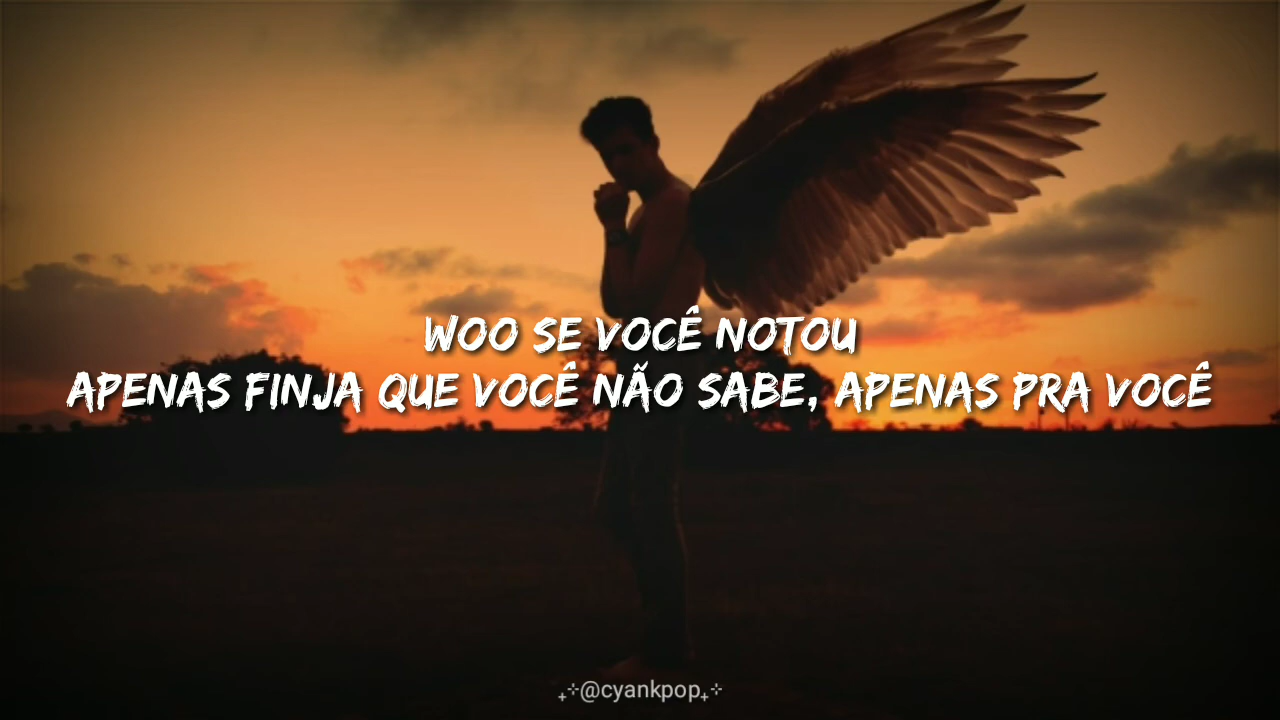 WOO SE VOCÊ NOTOU
APENAS FINJA QUE VOCÊ NÃO SABE, APENAS PRA VOCÊ
₊⁺@cyankpop₊⁺